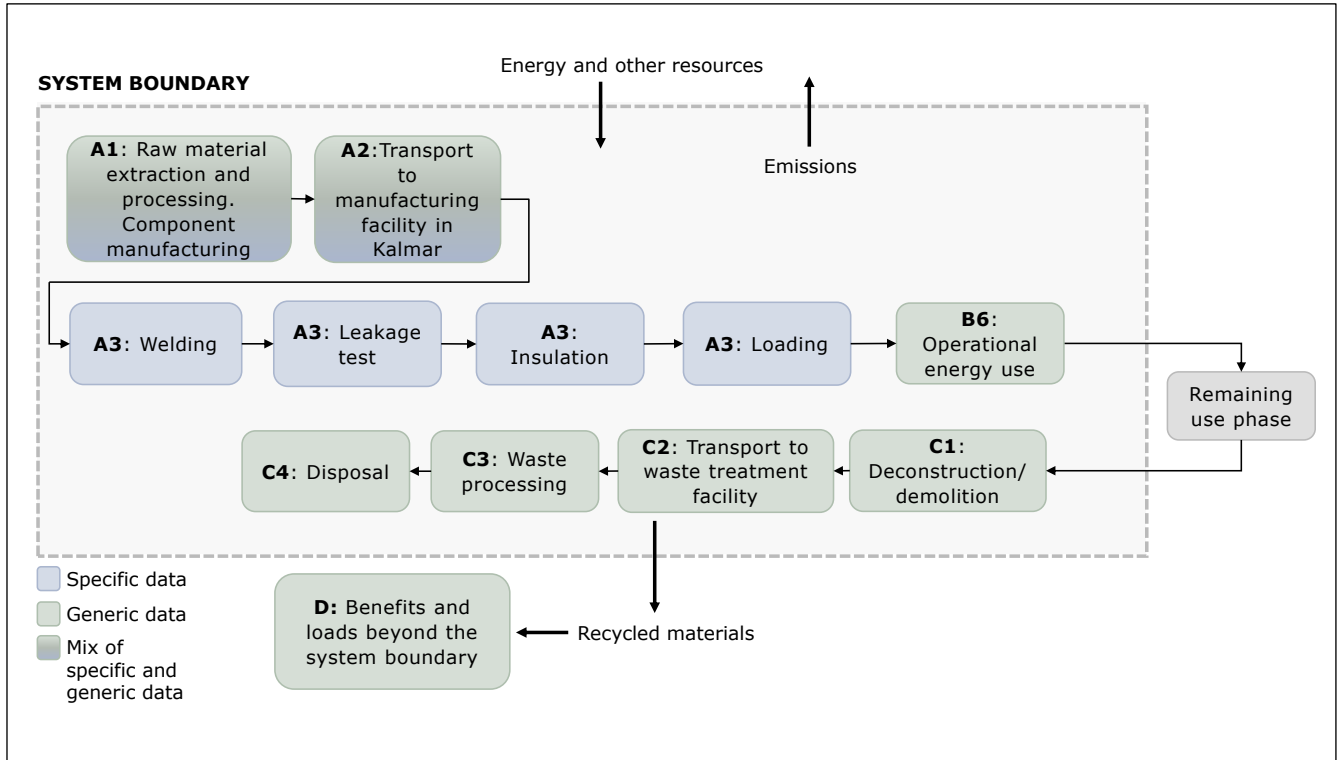 Energy and other resources
SYSTEM BOUNDARY
Emissions
A1: Raw material
extraction and
processing.
Component
manufacturing
A2:Transport
to
manufacturing
facility in
Kalmar
A3: Welding
A3: Leakage
test
A3:
Insulation
A3: Loading
B6:
Operational
energy use
Remaining
use phase
C4: Disposal
C3: Waste
processing
C2: Transport to
waste treatment
facility
C1:
Deconstruction/
demolition
Specific data
Generic data
Mix of
specific and
generic data
D: Benefits and
loads beyond the
system boundary
Recycled materials